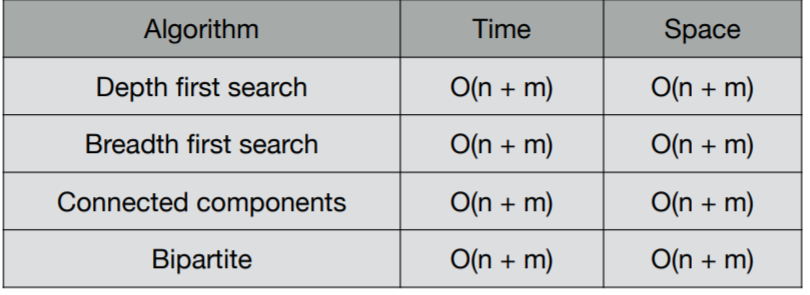 Algorithm Time Space
Depth first search O(n + m) O(n + m)
Breadth first search O(n + m) O(n + m)
Connected components O(n + m) O(n + m)
Bipartite O(n + m) O(n + m)